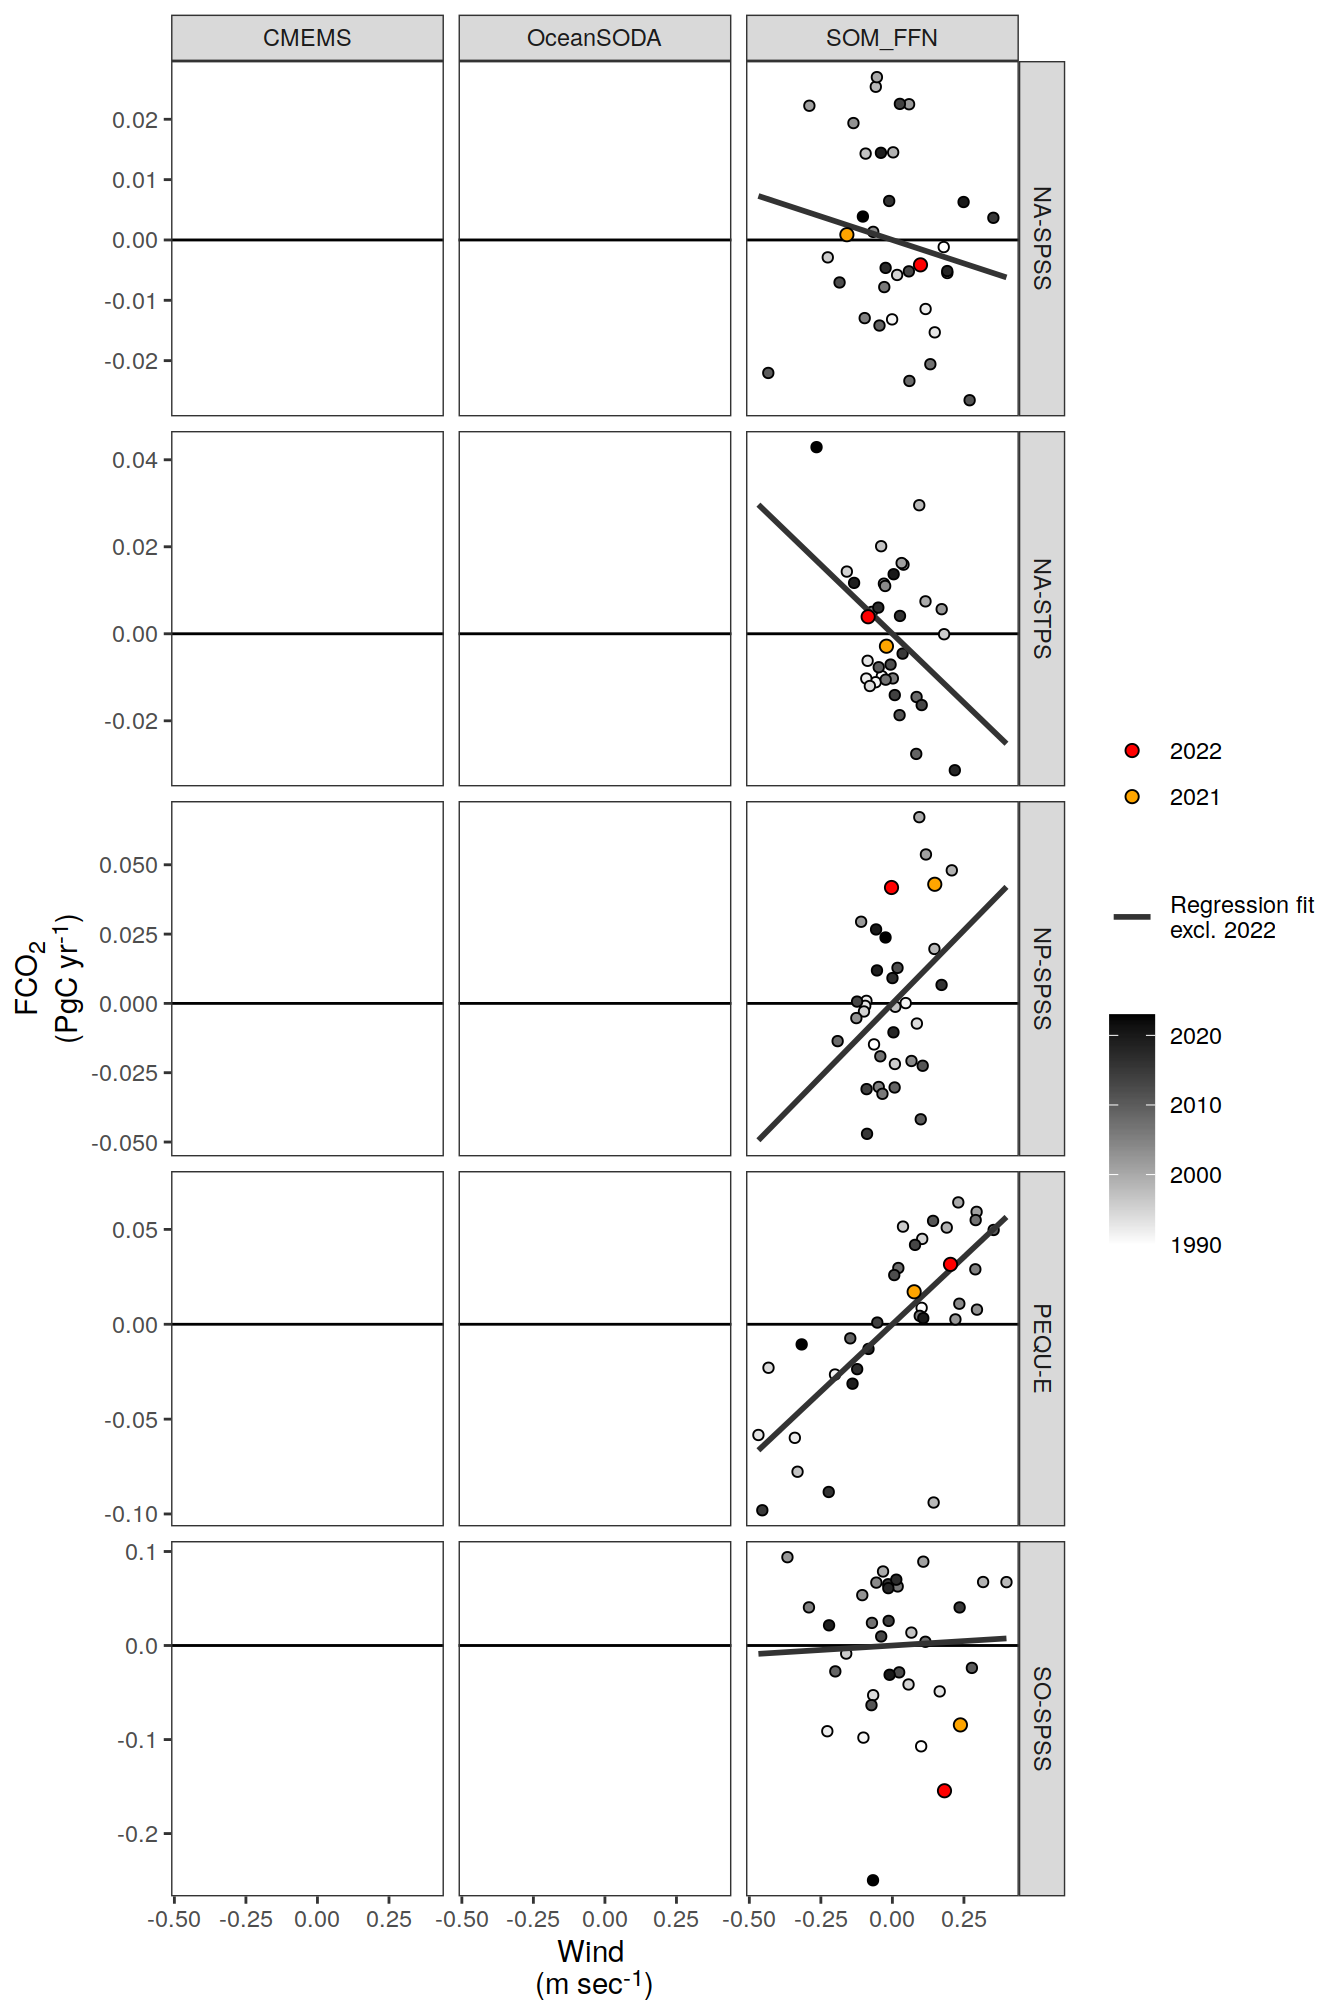 CMEMS OceanSODA SOM_FFN
0.02
0.01
0.00
-0.01
-0.02
NA-SPSS
0.04
0.02
0.00
-0.02
NA-STPS
0.050
0.025
0.000
-0.025
-0.050
NP-SPSS
0.05
0.00
-0.05
-0.10
PEQU-E
0.1
0.0
-0.1
-0.2
SO-SPSS
-0.50 -0.25 0.00 0.25 -0.50 -0.25 0.00 0.25 -0.50 -0.25 0.00 0.25
Wind
(m sec⁻¹)
FCO₂
(PgC yr⁻¹)
2022
2021
Regression fit
excl. 2022
2020
2010
2000
1990